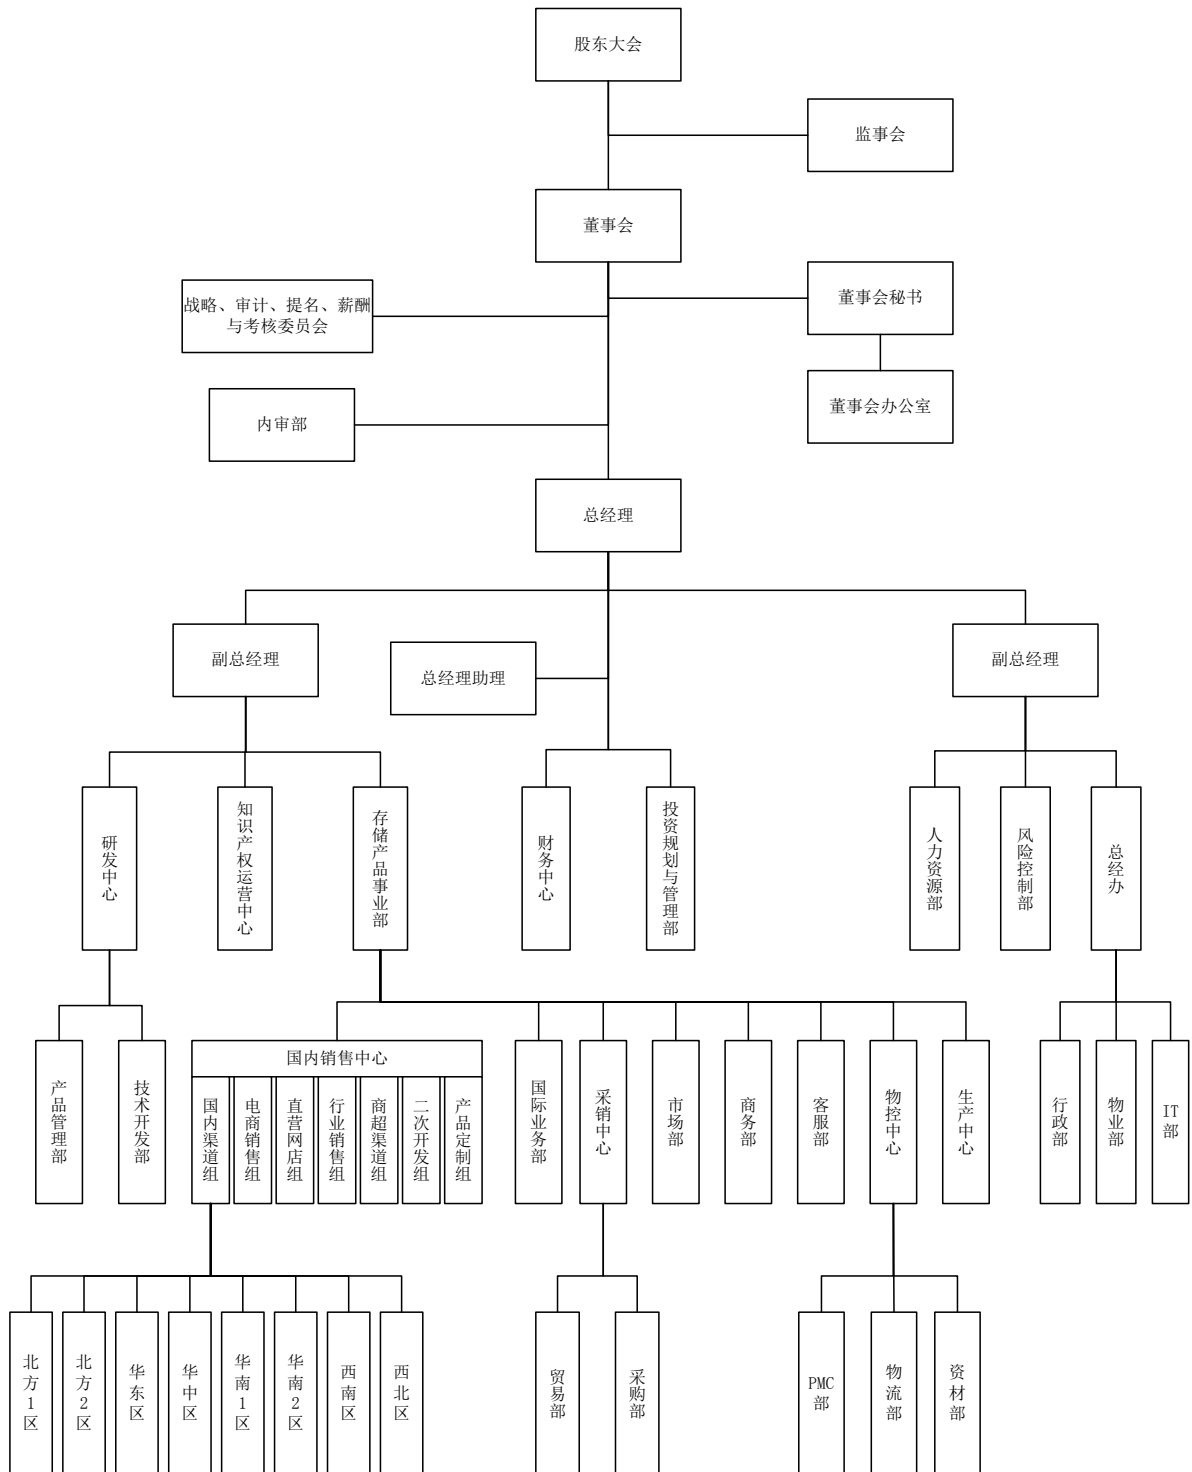 股东大会
监事会
董事会
战略、审计、提名、薪酬
与考核委员会
董事会秘书
内审部
董事会办公室
总经理
副总经理
总经理助理
副总经理
研发中心
知识产权运营中心
存储产品事业部
财务中心
投资规划与管理部
人力资源部
风险控制部
总经办
产品管理部
技术开发部
国内销售中心
国内渠道组
电商销售组
直营网店组
行业销售组
商超渠道组
二次开发组
产品定制组
国际业务部
采销中心
市场部
商务部
客服部
物控中心
生产中心
行政部
物业部
IT
部
北方1区
北方2区
华东区
华中区
华南1区
华南2区
西南区
西北区
贸易部
采购部
PMC
部
物流部
资材部